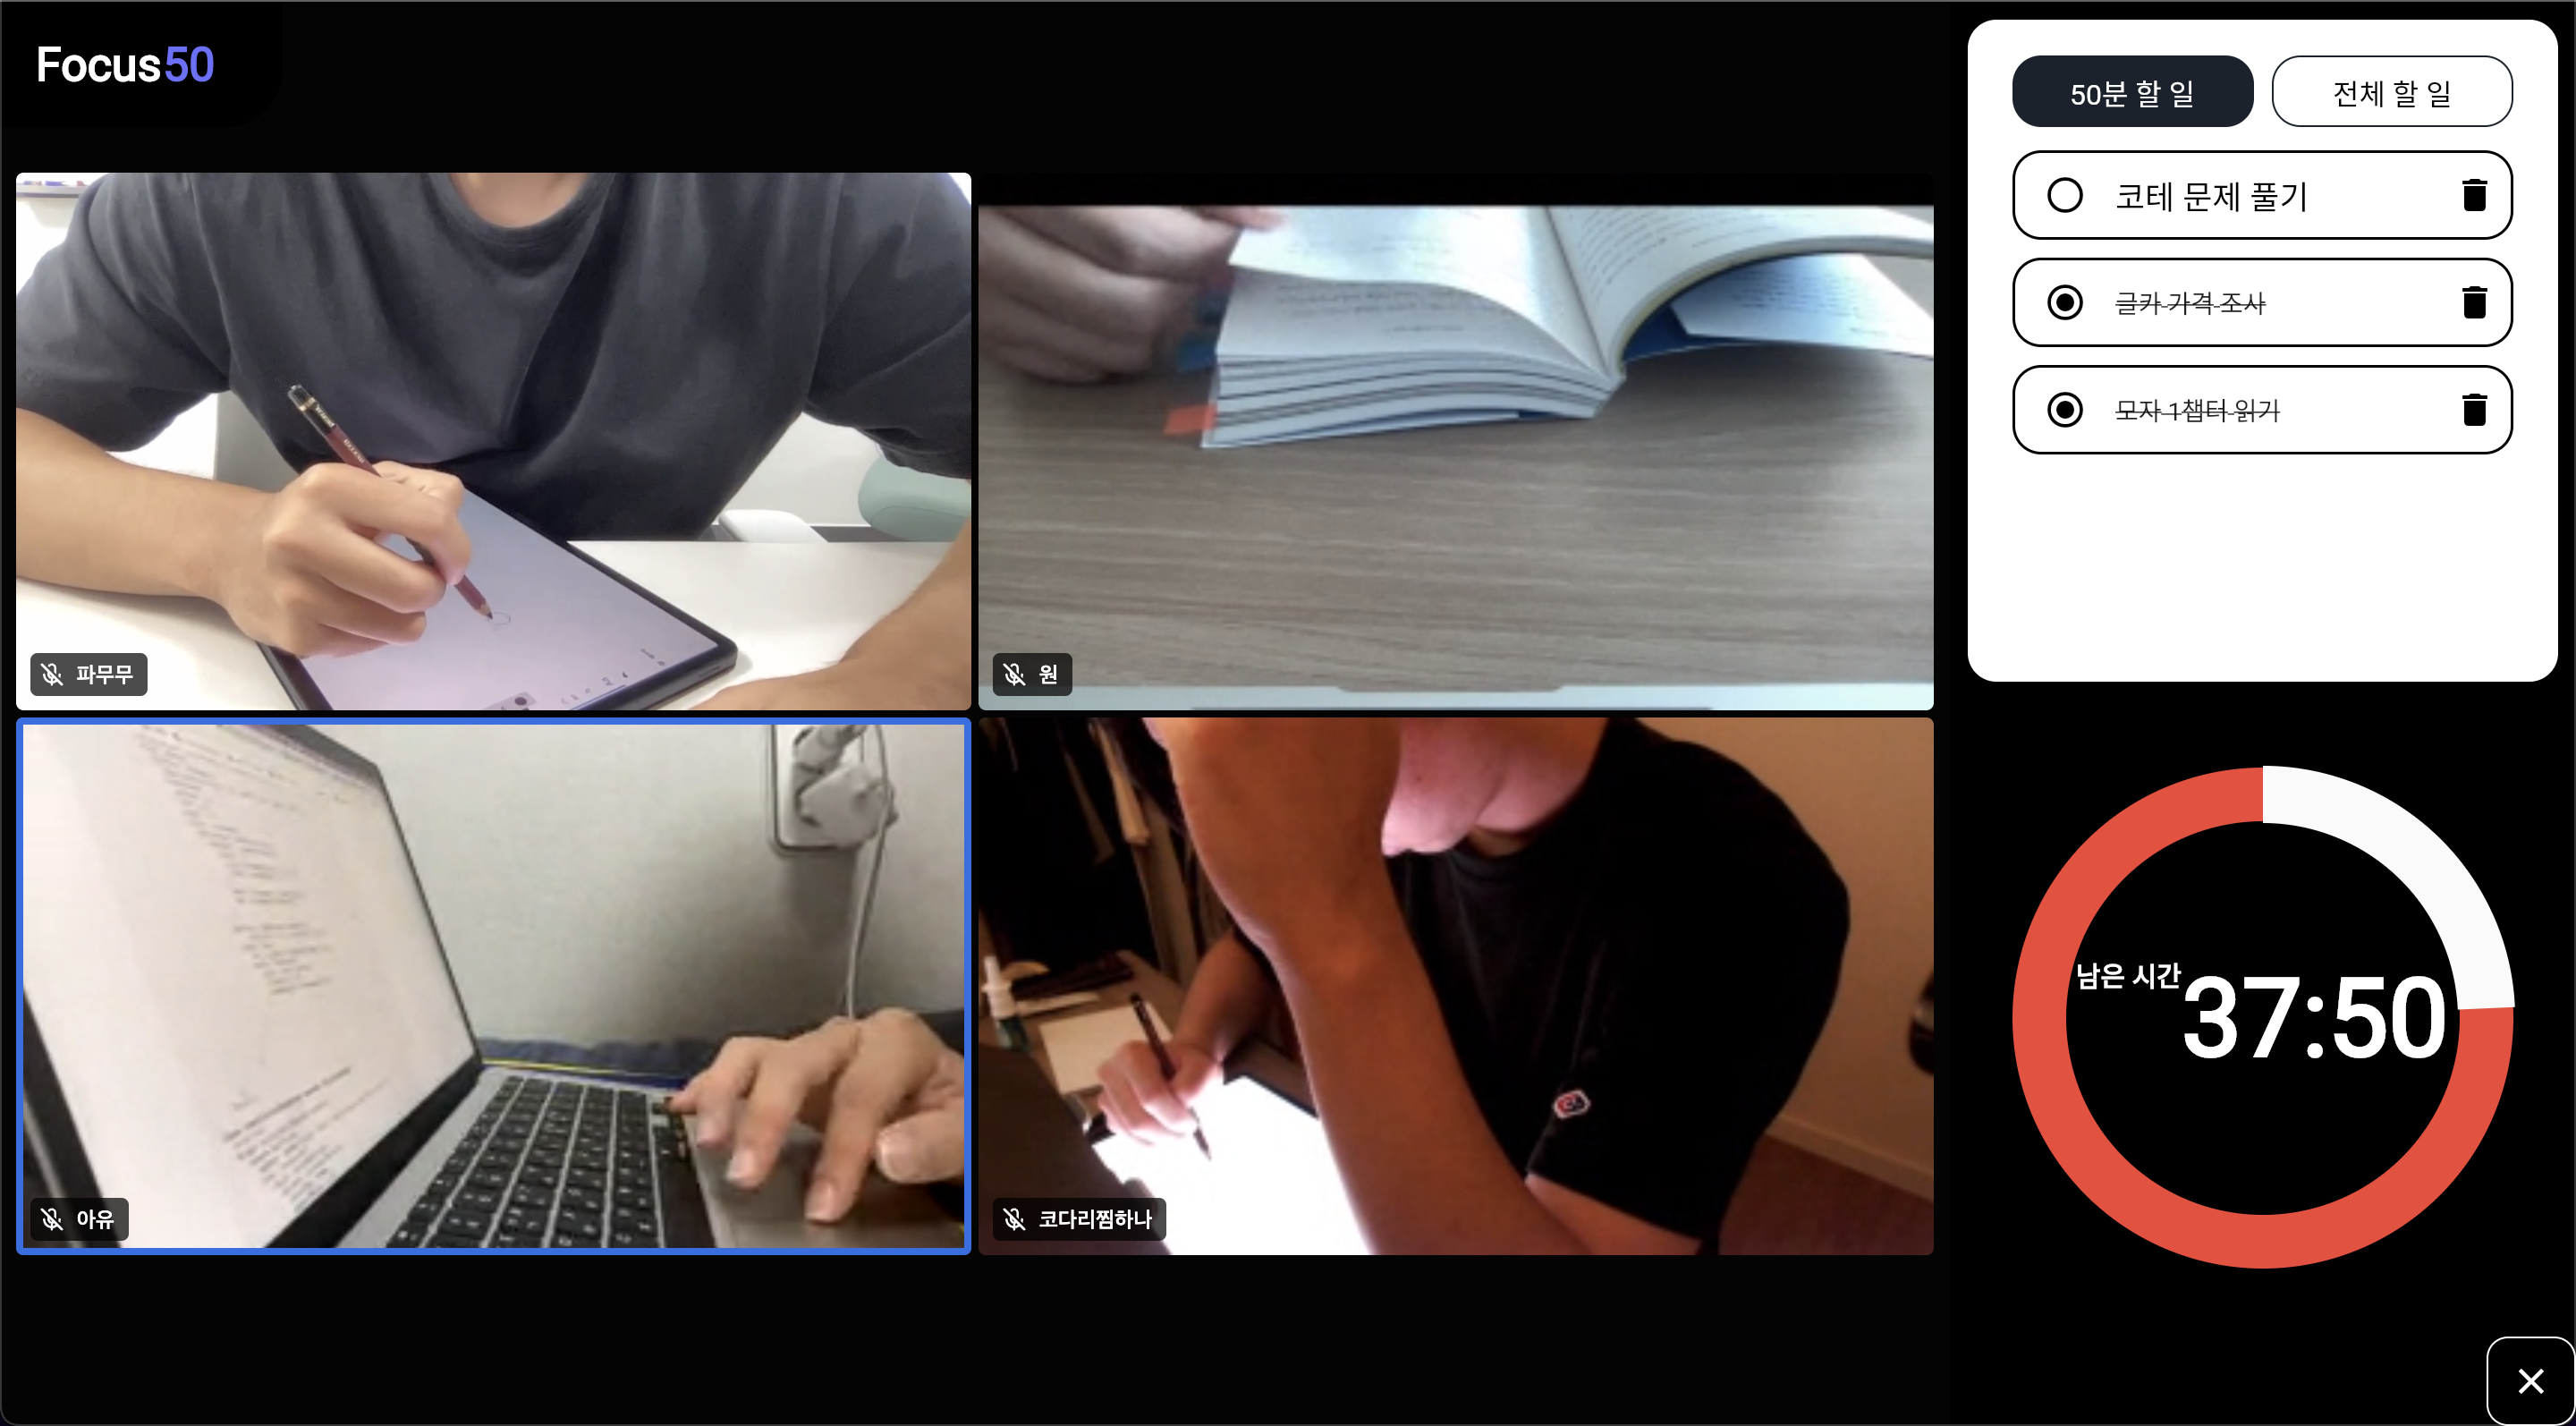 Focus50
파무무
원
아유
코다리찜하나
50분 할 일
전체 할 일
코테 문제 풀기
글카 가격 조사
모자 1챕터 읽기
남은 시간
37:50